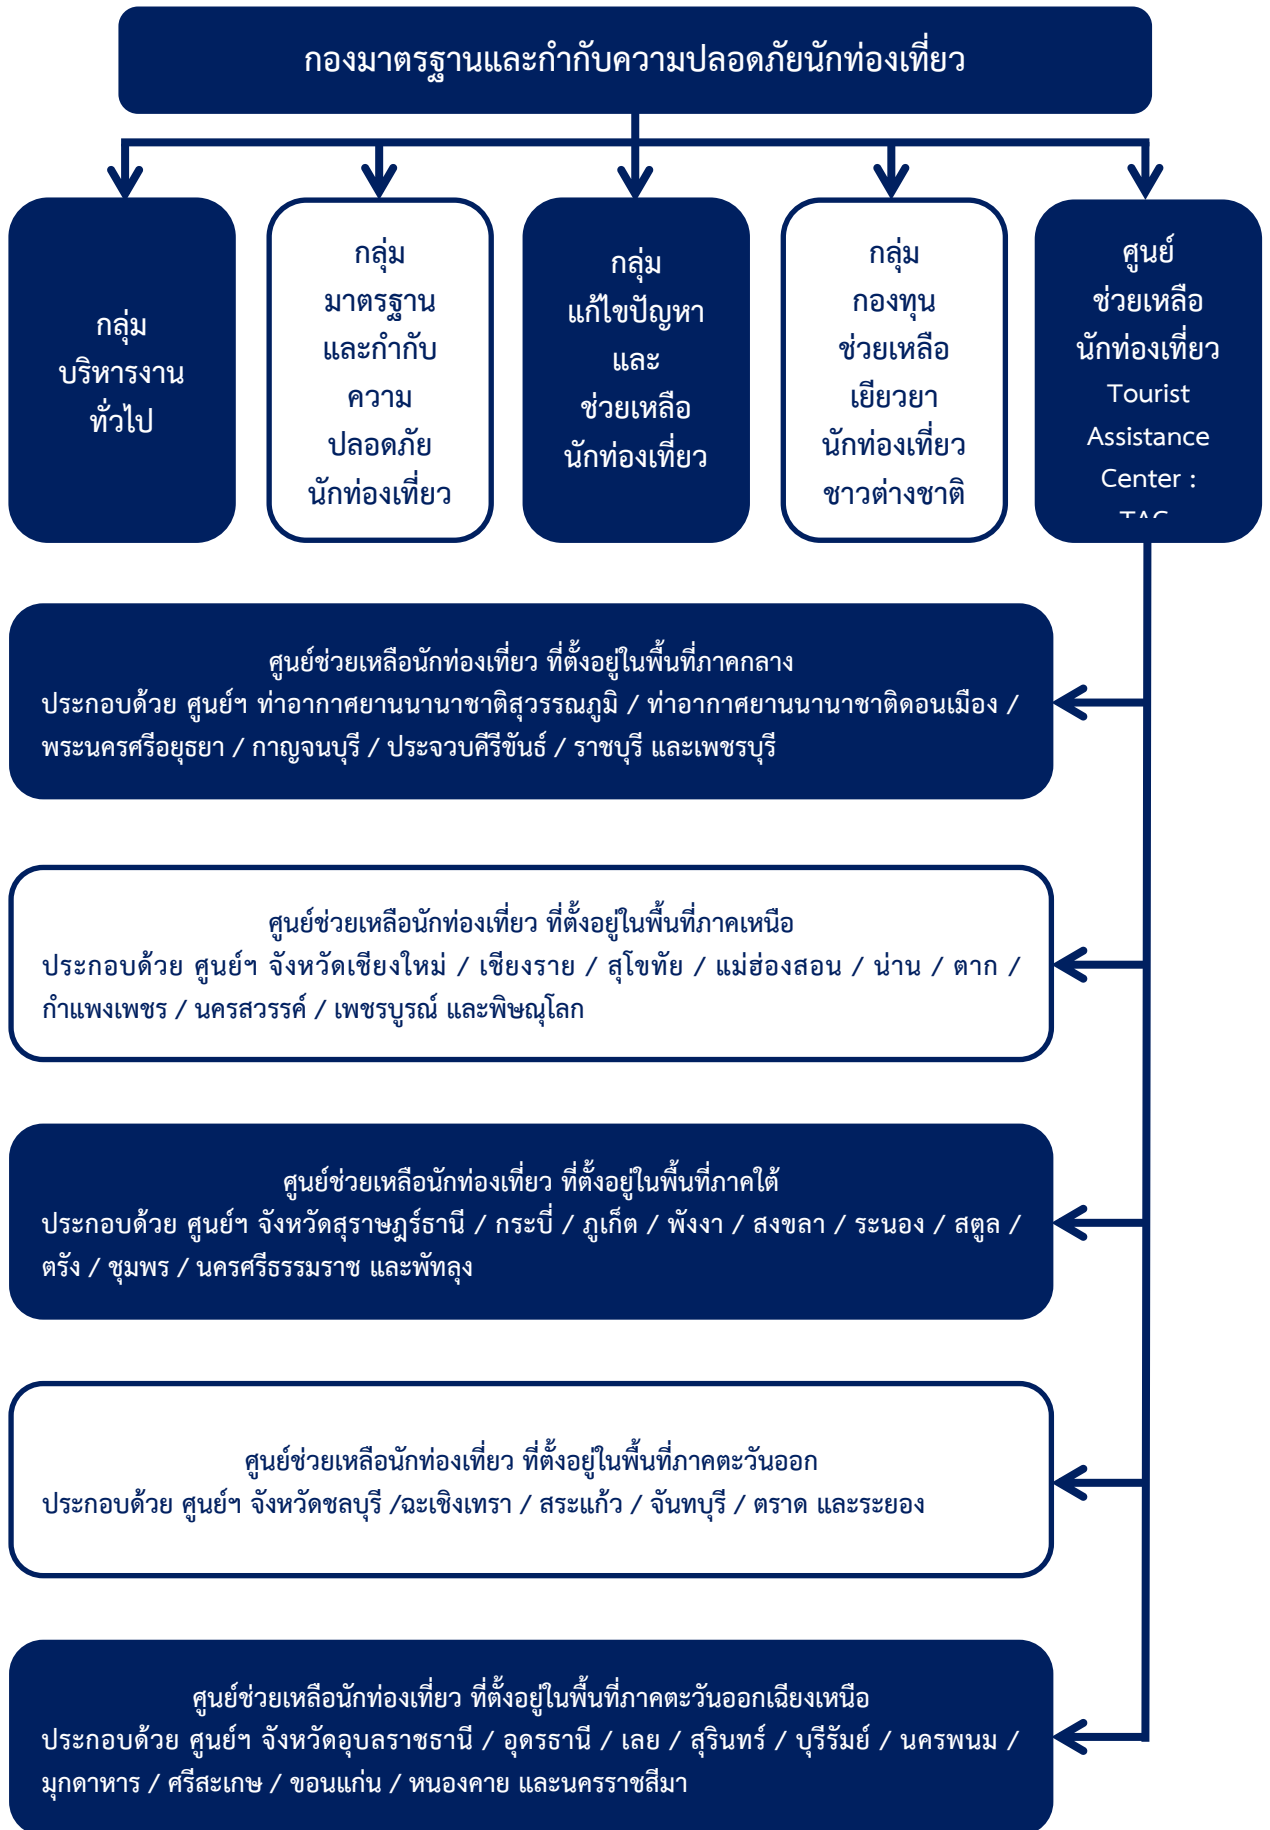 กองมาตรฐานและกำกับความปลอดภัยนักท่องเที่ยว
กลุ่ม
บริหารงาน
ทั่วไป
กลุ่ม
มาตรฐาน
และกำกับ
ความ
ปลอดภัย
นักท่องเที่ยว
กลุ่ม
แก้ไขปัญหา
และ
ช่วยเหลือ
นักท่องเที่ยว
กลุ่ม
กองทุน
ช่วยเหลือ
เยียวยา
นักท่องเที่ยว
ชาวต่างชาติ
ศูนย์
ช่วยเหลือ
นักท่องเที่ยว
Tourist
Assistance
Center :
TAC
ศูนย์ช่วยเหลือนักท่องเที่ยว ที่ตั้งอยู่ในพื้นที่ภาคกลาง
ประกอบด้วย ศูนย์ฯ ท่าอากาศยานนานาชาติสุวรรณภูมิ / ท่าอากาศยานนานาชาติดอนเมือง /
พระนครศรีอยุธยา / กาญจนบุรี / ประจวบคีรีขันธ์ / ราชบุรี และเพชรบุรี
ศูนย์ช่วยเหลือนักท่องเที่ยว ที่ตั้งอยู่ในพื้นที่ภาคเหนือ
ประกอบด้วย ศูนย์ฯ จังหวัดเชียงใหม่ / เชียงราย / สุโขทัย / แม่ฮ่องสอน / น่าน / ตาก /
กำแพงเพชร / นครสวรรค์ / เพชรบูรณ์ และพิษณุโลก
ศูนย์ช่วยเหลือนักท่องเที่ยว ที่ตั้งอยู่ในพื้นที่ภาคใต้
ประกอบด้วย ศูนย์ฯ จังหวัดสุราษฎร์ธานี / กระบี่ / ภูเก็ต / พังงา / สงขลา / ระนอง / สตูล /
ตรัง / ชุมพร / นครศรีธรรมราช และพัทลุง
ศูนย์ช่วยเหลือนักท่องเที่ยว ที่ตั้งอยู่ในพื้นที่ภาคตะวันออก
ประกอบด้วย ศูนย์ฯ จังหวัดชลบุรี /ฉะเชิงเทรา / สระแก้ว / จันทบุรี / ตราด และระยอง
ศูนย์ช่วยเหลือนักท่องเที่ยว ที่ตั้งอยู่ในพื้นที่ภาคตะวันออกเฉียงเหนือ
ประกอบด้วย ศูนย์ฯ จังหวัดอุบลราชธานี / อุดรธานี / เลย / สุรินทร์ / บุรีรัมย์ / นครพนม /
มุกดาหาร / ศรีสะเกษ / ขอนแก่น / หนองคาย และนครราชสีมา